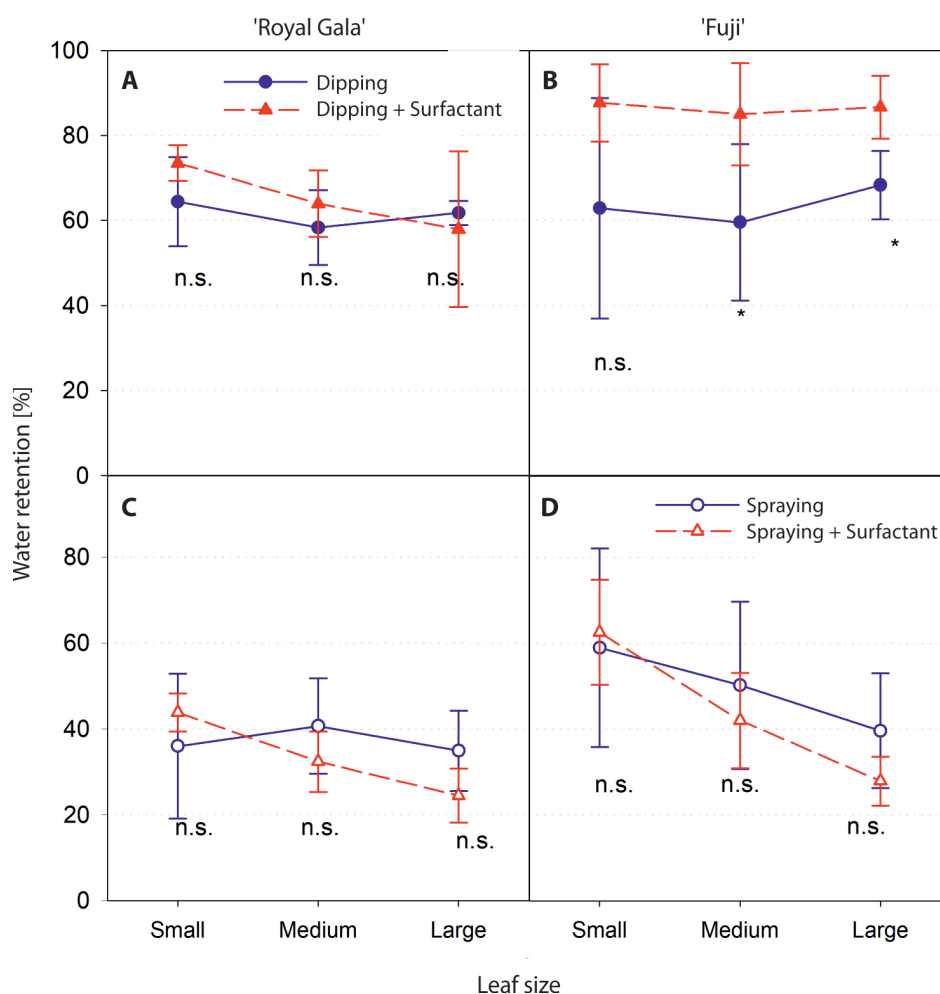 'Royal Gala'
'Fuji'
100
80
60
40
20
0
A
Dipping
Dipping + Surfactant
n.s.
n.s.
n.s.
B
n.s.
*
*
Water retention [%]
80
60
40
20
0
C
n.s.
n.s.
n.s.
D
Spraying
Spraying + Surfactant
n.s.
n.s.
n.s.
Small
Medium
Large
Small
Medium
Large
Leaf size